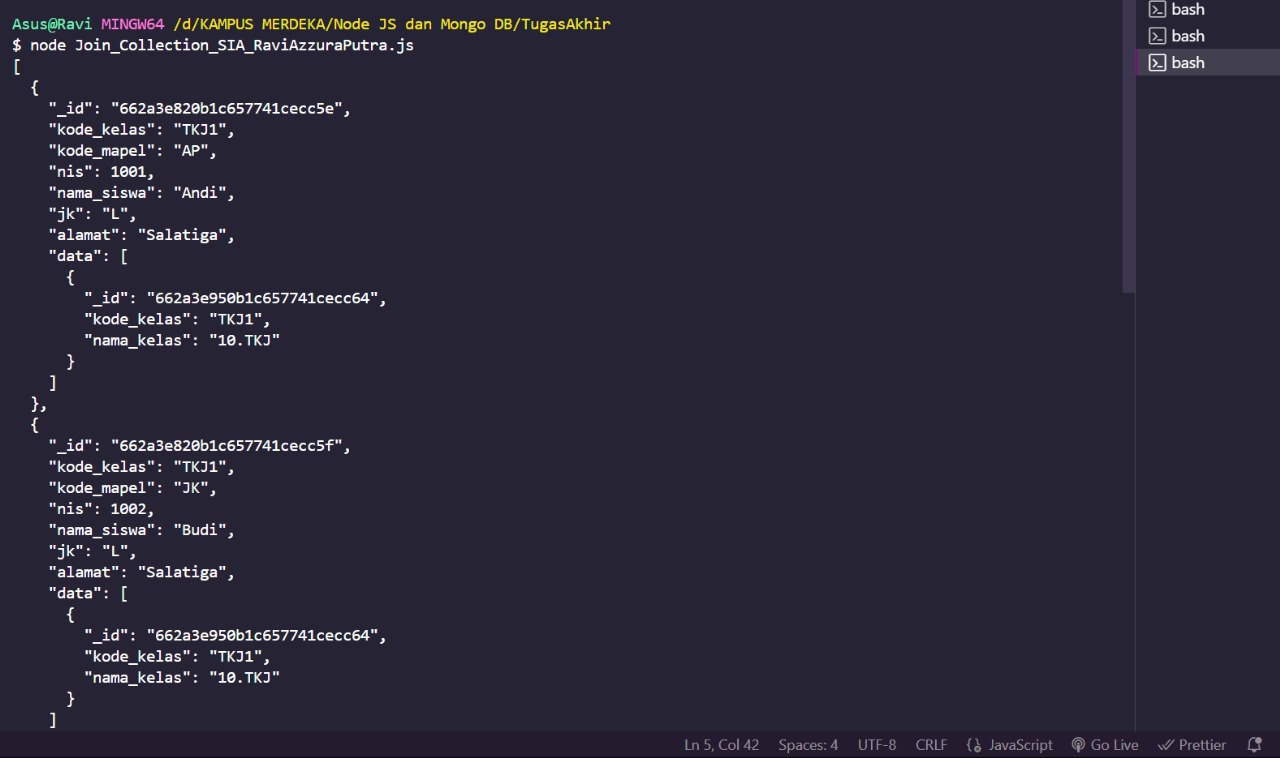 Asus@Ravi MINGW64 /d/KAMPUS MERDEKA/Node JS dan Mongo DB/TugasAkhir
$ node Join_Collection_SIA_RaviAzzuraPutra.js
[
  {
    "_id": "662a3e820b1c657741cecc5e",
    "kode_kelas": "TKJ1",
    "kode_mapel": "AP",
    "nis": 1001,
    "nama_siswa": "Andi",
    "jk": "L",
    "alamat": "Salatiga",
    "data": [
      {
        "_id": "662a3e950b1c657741cecc64",
        "kode_kelas": "TKJ1",
        "nama_kelas": "10.TKJ"
      }
    ]
  },
  {
    "_id": "662a3e820b1c657741cecc5f",
    "kode_kelas": "TKJ1",
    "kode_mapel": "JK",
    "nis": 1002,
    "nama_siswa": "Budi",
    "jk": "L",
    "alamat": "Salatiga",
    "data": [
      {
        "_id": "662a3e950b1c657741cecc64",
        "kode_kelas": "TKJ1",
        "nama_kelas": "10.TKJ"
      }
    ]
bash
bash
bash
Ln 5, Col 42 Spaces: 4 UTF-8 CRLF JavaScript Go Live Prettier